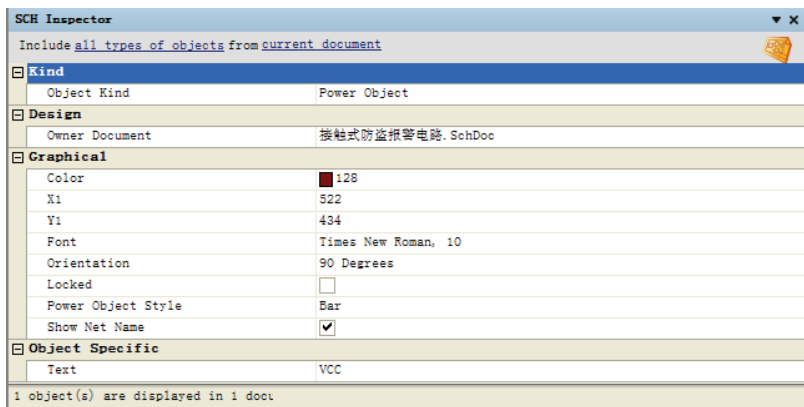 SCH Inspector
Include all types of objects from current document
Kind
Object Kind Power Object
Design
Owner Document 接触式防盗报警电路.SchDoc
Graphical
Color 128
X1 522
Y1 434
Font Times New Roman, 10
Orientation 90 Degrees
Locked
Power Object Style Bar
Show Net Name
Object Specific
Text VCC
1 object(s) are displayed in 1 docu